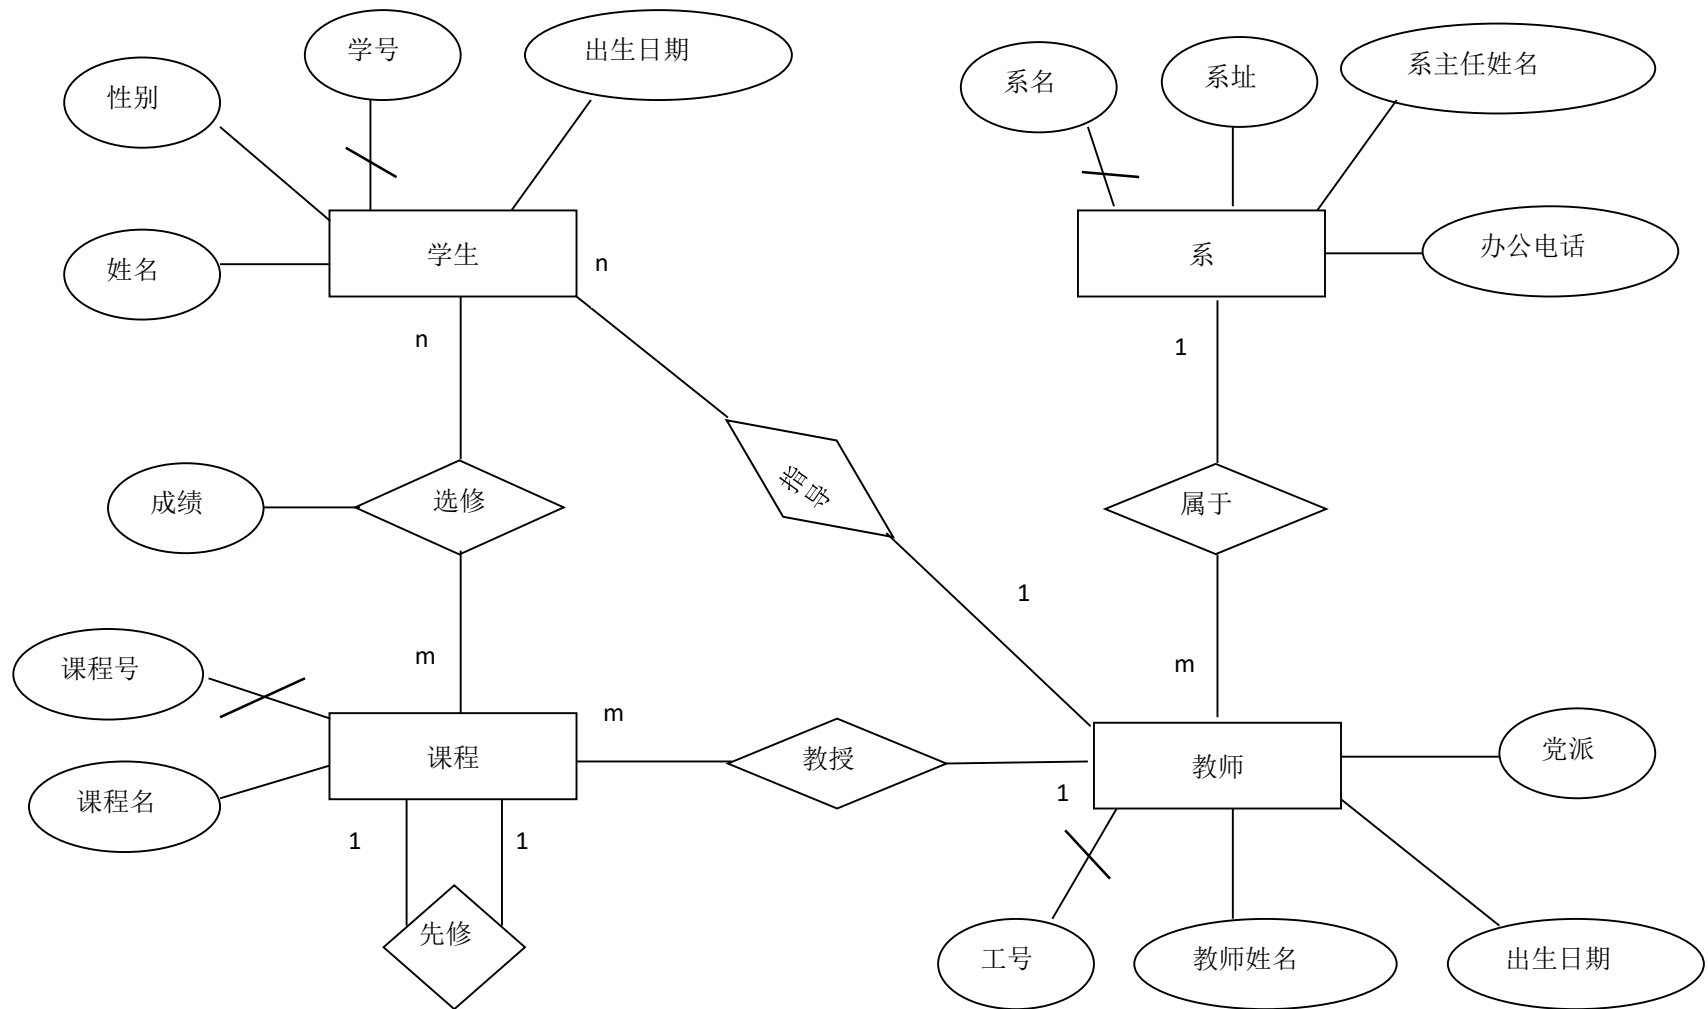 学号
出生日期
性别
系名
系址
系主任姓名
姓名
学生
n
系
办公电话
n
1
成绩
选修
指导
属于
1
课程号
m
m
课程
m
教授
教师
党派
课程名
1
1
1
先修
工号
教师姓名
出生日期